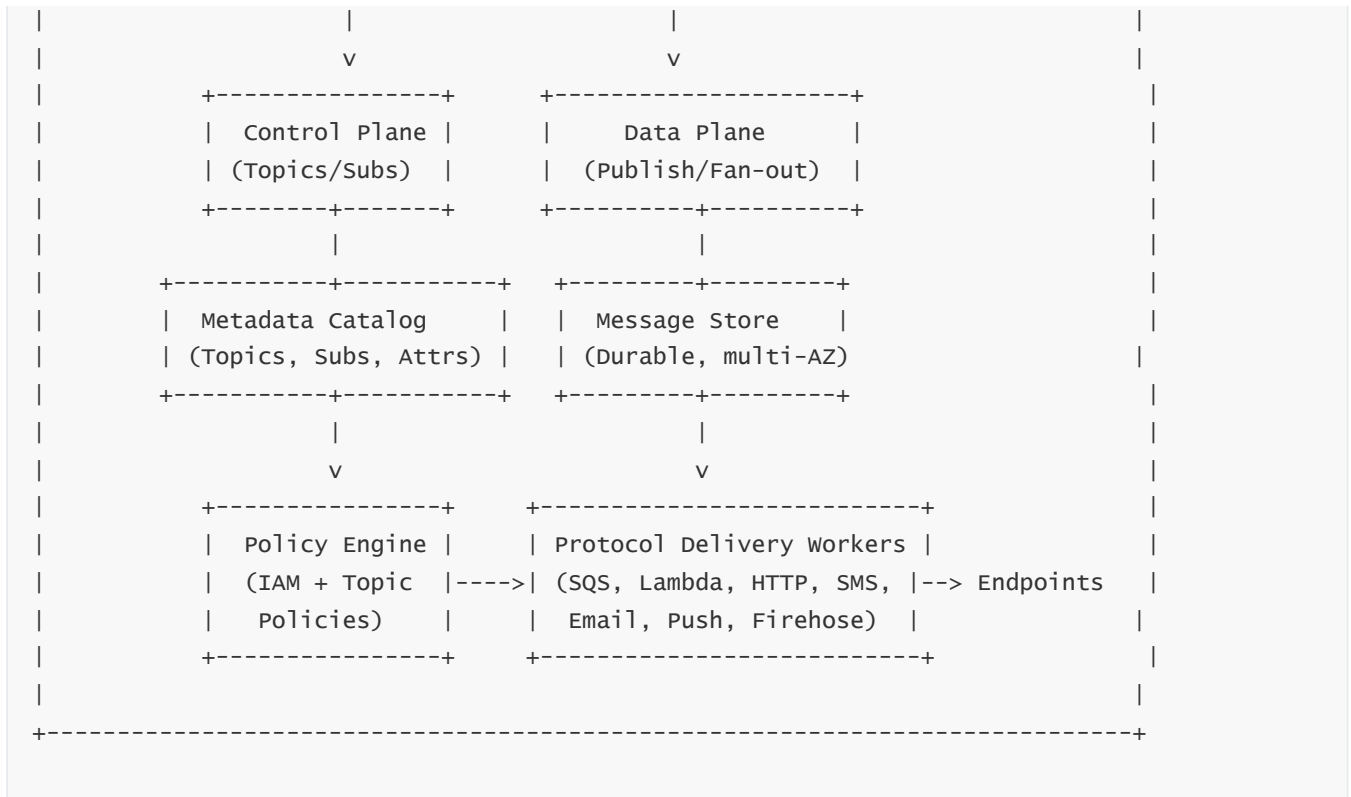 |                         |                          |                                      |
|                         v                          v                                      |
|             +----------------+       +---------------------+                        |
|             |  Control Plane |       |     Data Plane      |                        |
|             | (Topics/Subs)  |       |  (Publish/Fan-out)  |                        |
|             +--------+-------+       +----------+----------+                        |
|                        |                             |                                    |
|          +-----------+-----------+   +---------+---------+                         |
|          |  Metadata Catalog     |   |  Message Store    |                         |
|          | (Topics, Subs, Attrs) |   | (Durable, multi-AZ)                       |
|          +-----------+-----------+   +---------+---------+                         |
|                        |                             |                                    |
|                        v                             v                                    |
|             +----------------+      +---------------------------+                  |
|             |  Policy Engine |      | Protocol Delivery Workers |                  |
|             |  (IAM + Topic  |---->| (SQS, Lambda, HTTP, SMS, |--> Endpoints   |
|             |   Policies)    |      |  Email, Push, Firehose)  |                 |
|             +----------------+      +---------------------------+                  |
|                                                                                          |
+-------------------------------------------------------------------------+